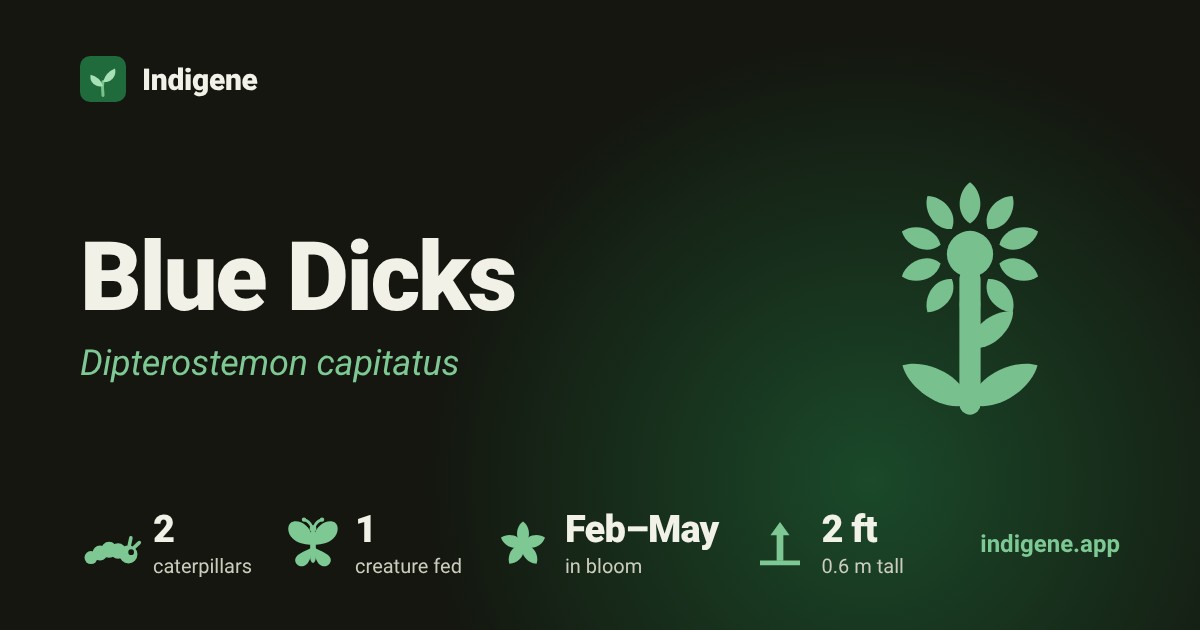 Indigene
Blue Dicks
Dipterostemon capitatus
2
caterpillars
1
creature fed
Feb–May
in bloom
2 ft
0.6 m tall
indigene.app